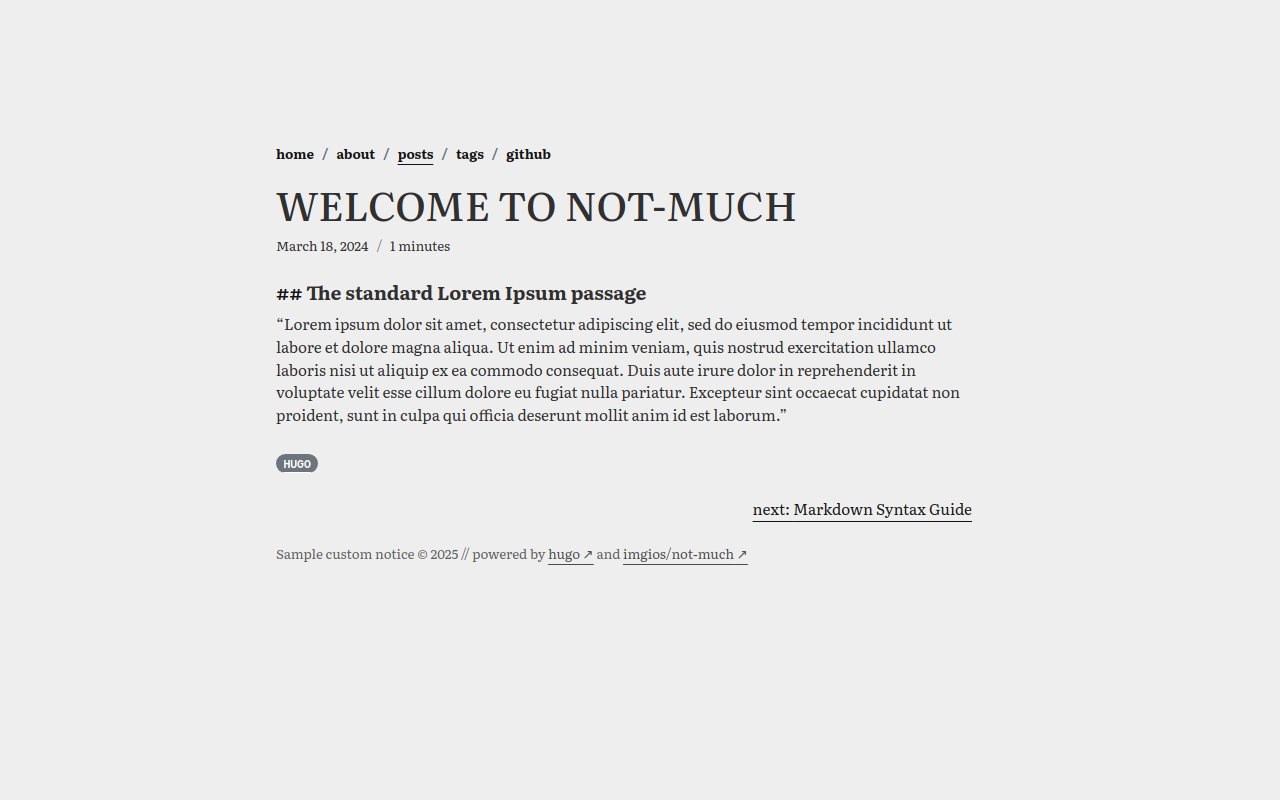 home / about / posts / tags / github
WELCOME TO NOT-MUCH
March 18, 2024 / 1 minutes
## The standard Lorem Ipsum passage
“Lorem ipsum dolor sit amet, consectetur adipiscing elit, sed do eiusmod tempor incididunt ut
labore et dolore magna aliqua. Ut enim ad minim veniam, quis nostrud exercitation ullamco
laboris nisi ut aliquip ex ea commodo consequat. Duis aute irure dolor in reprehenderit in
voluptate velit esse cillum dolore eu fugiat nulla pariatur. Excepteur sint occaecat cupidatat non
proident, sunt in culpa qui officia deserunt mollit anim id est laborum.”
HUGO
next: Markdown Syntax Guide
Sample custom notice © 2025 // powered by hugo ↗ and imgios/not-much ↗